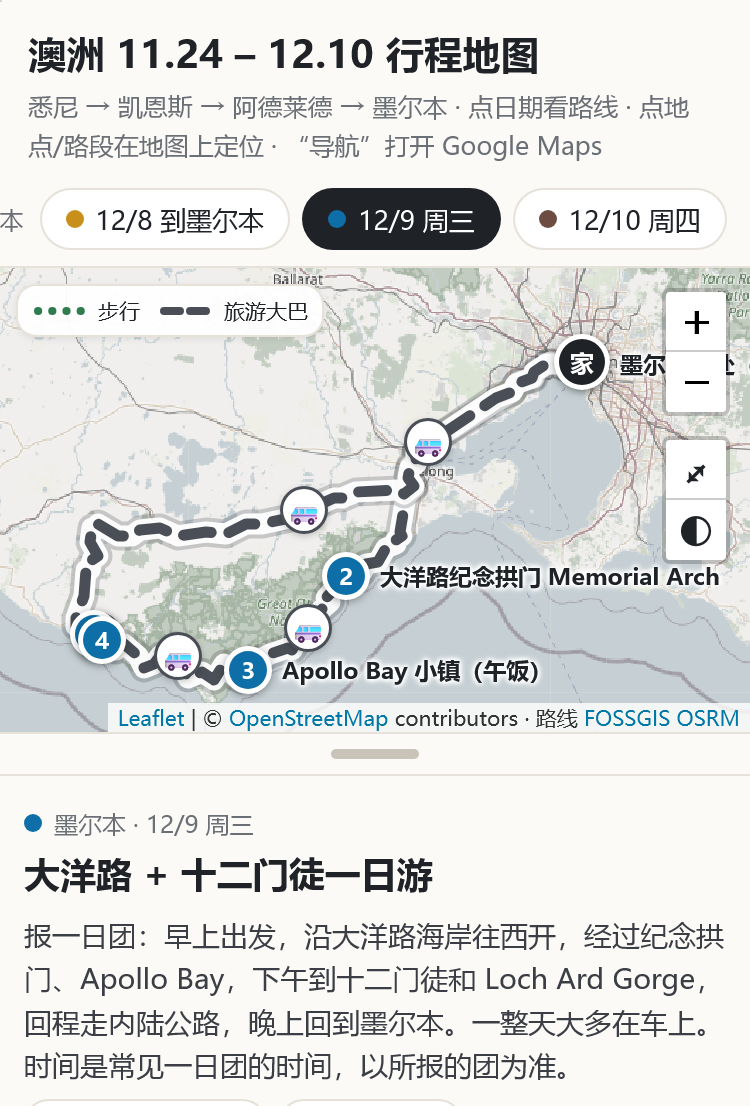 澳洲 11.24 – 12.10 行程地图
悉尼 → 凯恩斯 → 阿德莱德 → 墨尔本 · 点日期看路线 · 点地
点/路段在地图上定位 · “导航”打开 Google Maps
本
12/8 到墨尔本
12/9 周三
12/10 周四
Ballarat
步行
旅游大巴
+
−
家
墨尔
2
大洋路纪念拱门 Memorial Arch
4
3
Apollo Bay 小镇（午饭）
Leaflet | © OpenStreetMap contributors · 路线 FOSSGIS OSRM
墨尔本 · 12/9 周三
大洋路 + 十二门徒一日游
报一日团：早上出发，沿大洋路海岸往西开，经过纪念拱
门、Apollo Bay，下午到十二门徒和 Loch Ard Gorge，
回程走内陆公路，晚上回到墨尔本。一整天大多在车上。
时间是常见一日团的时间，以所报的团为准。